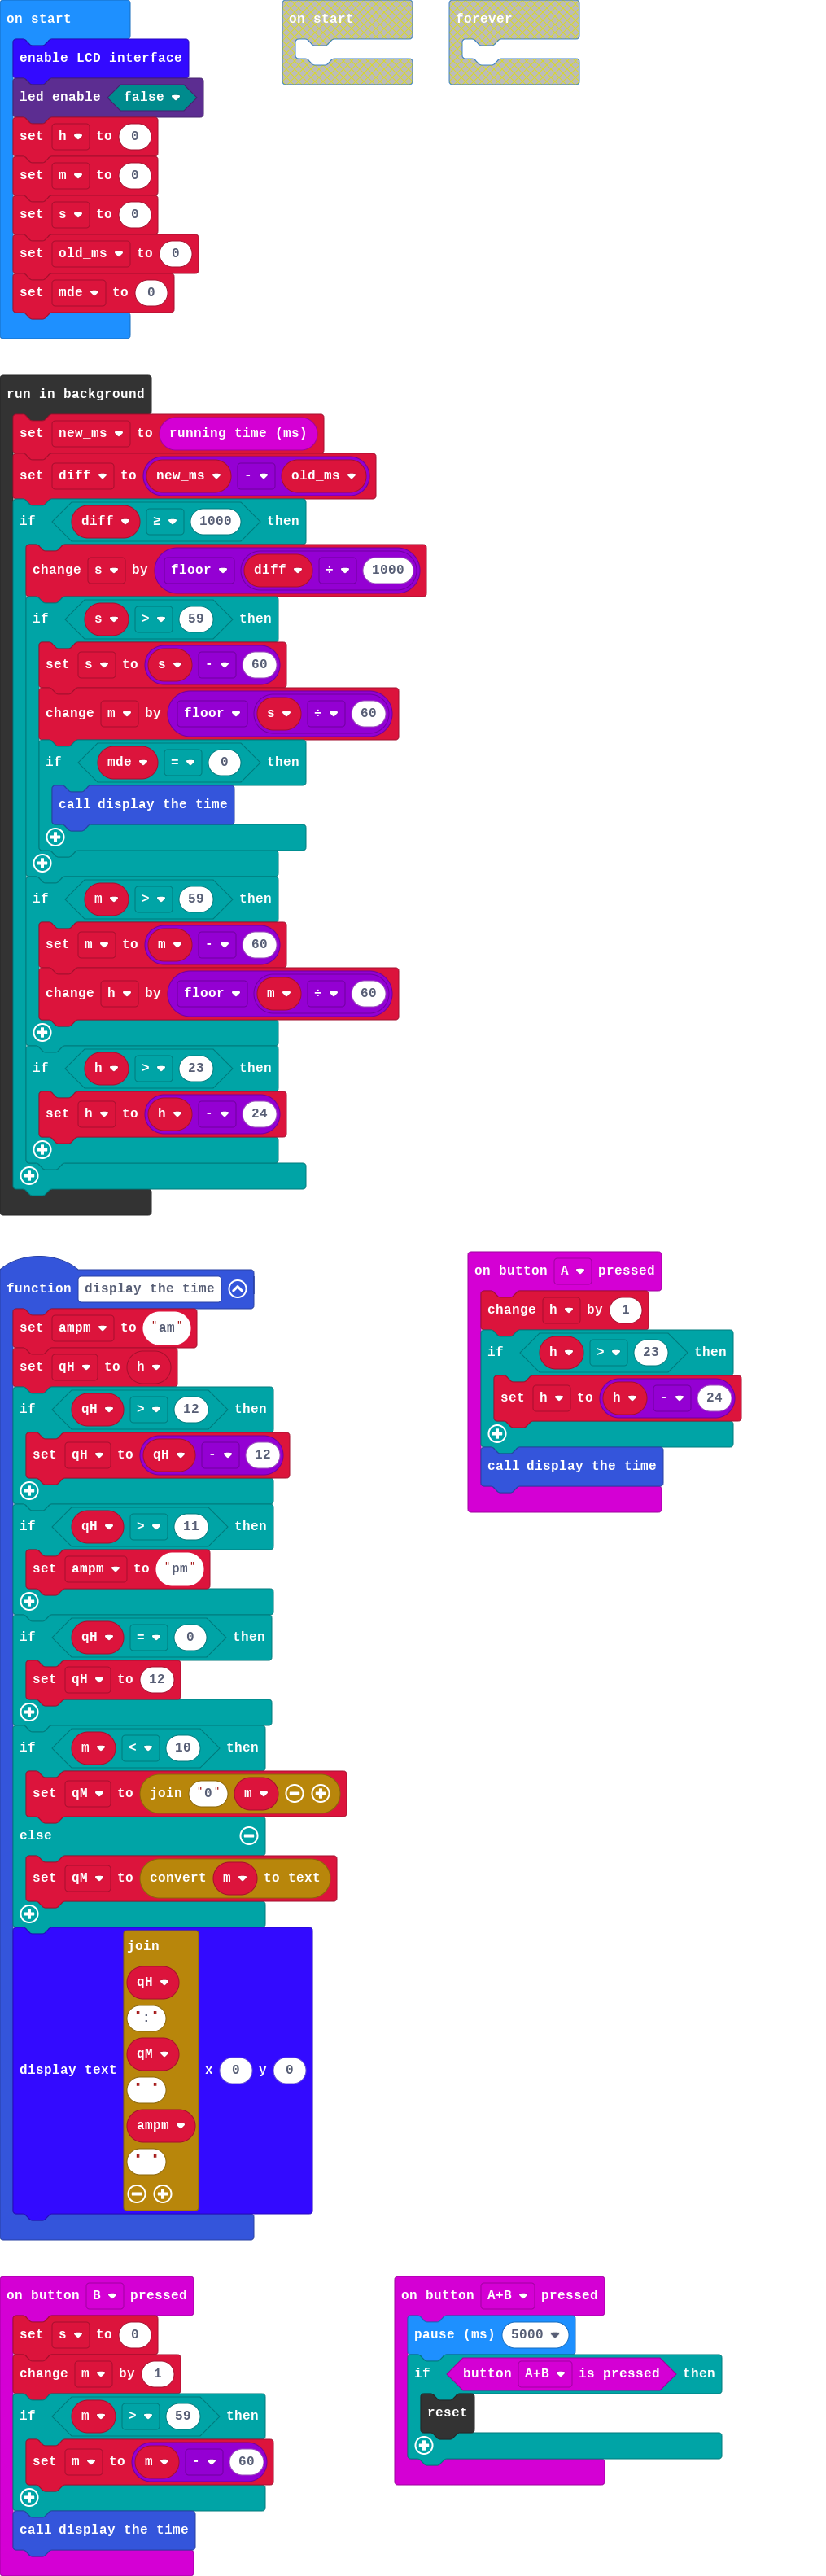 on start
enable LCD interface
led enable false
set h to 0
set m to 0
set s to 0
set old_ms to 0
set mde to 0
on start
forever
run in background
set new_ms to running time (ms)
set diff to new_ms - old_ms
if diff ≥ 1000 then
change s by floor diff ÷ 1000
if s > 59 then
set s to s - 60
change m by floor s ÷ 60
if mde = 0 then
call display the time
if m > 59 then
set m to m - 60
change h by floor m ÷ 60
if h > 23 then
set h to h - 24
function display the time
set ampm to "am"
set qH to h
if qH > 12 then
set qH to qH - 12
if qH > 11 then
set ampm to "pm"
if qH = 0 then
set qH to 12
if m < 10 then
set qM to join "0" m
else
set qM to convert m to text
join
qH
":"
qM
display text x 0 y 0
" "
ampm
" "
on button A pressed
change h by 1
if h > 23 then
set h to h - 24
call display the time
on button B pressed
set s to 0
change m by 1
if m > 59 then
set m to m - 60
call display the time
on button A+B pressed
pause (ms) 5000
if button A+B is pressed then
reset